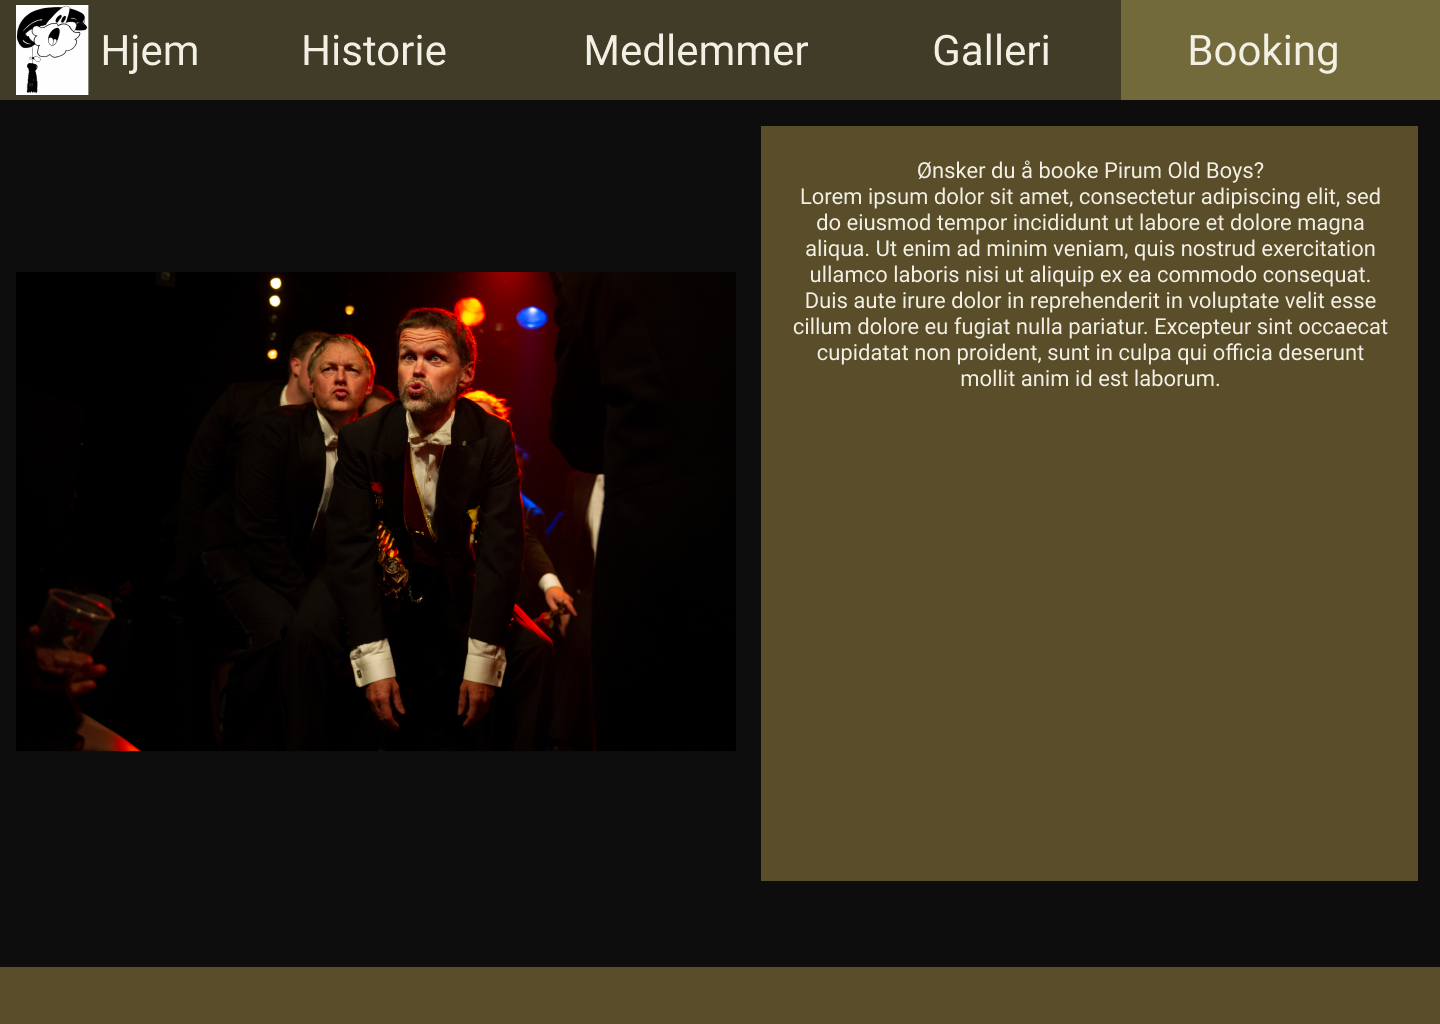 Hjem Historie Medlemmer Galleri Booking
Ønsker du å booke Pirum Old Boys?
Lorem ipsum dolor sit amet, consectetur adipiscing elit, sed
do eiusmod tempor incididunt ut labore et dolore magna
aliqua. Ut enim ad minim veniam, quis nostrud exercitation
ullamco laboris nisi ut aliquip ex ea commodo consequat.
Duis aute irure dolor in reprehenderit in voluptate velit esse
cillum dolore eu fugiat nulla pariatur. Excepteur sint occaecat
cupidatat non proident, sunt in culpa qui officia deserunt
mollit anim id est laborum.